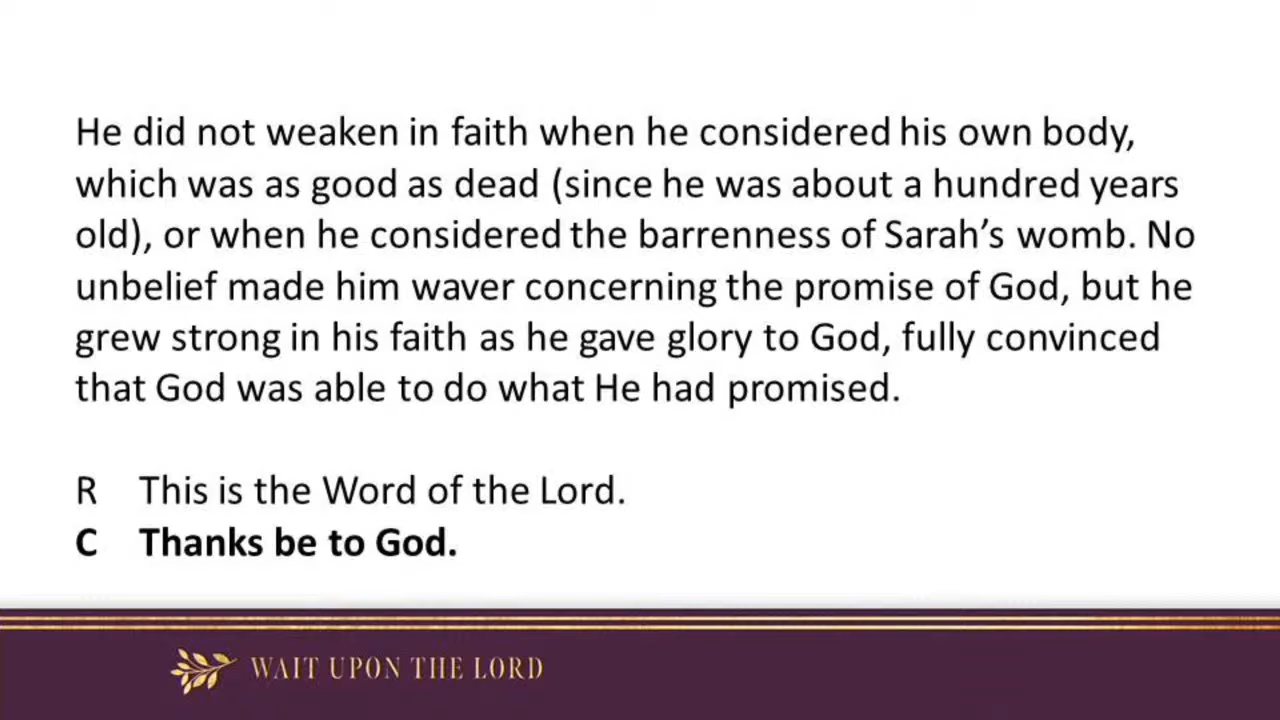 He did not weaken in faith when he considered his own body,
which was as good as dead (since he was about a hundred years
old), or when he considered the barrenness of Sarah’s womb. No
unbelief made him waver concerning the promise of God, but he
grew strong in his faith as he gave glory to God, fully convinced
that God was able to do what He had promised.
R This is the Word of the Lord.
C Thanks be to God.
WAIT UPON THE LORD